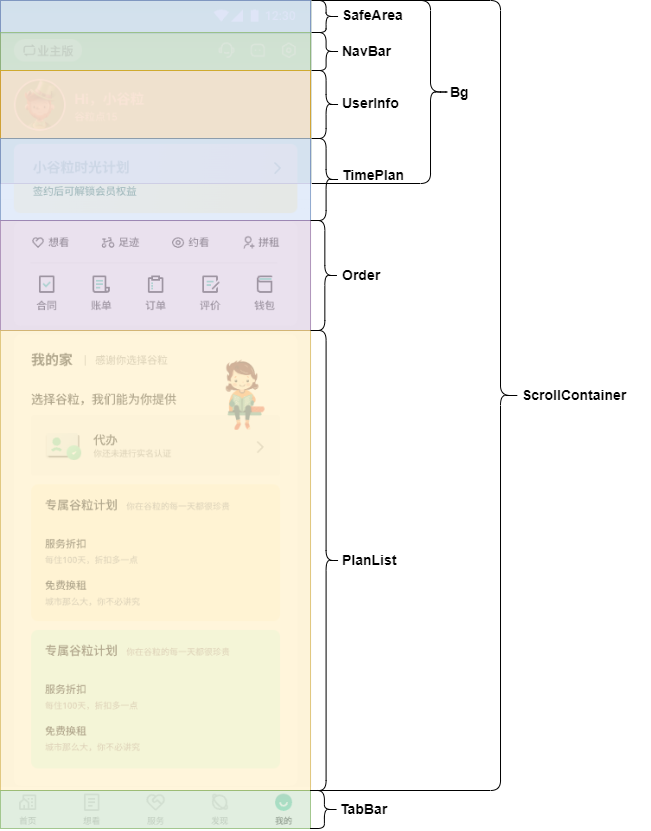 12:30
SafeArea
业主版
NavBar
Bg
Hi，小谷粒
UserInfo
小谷粒时光计划
TimePlan
签约后可解锁会员权益
想看 足迹 约看 拼租
Order
合同 账单 订单 评价 钱包
我的家 | 感谢你选择谷粒
选择谷粒，我们能为你提供
ScrollContainer
代办
你还未进行实名认证
专属谷粒计划 你在谷粒的每一天都很珍贵
服务折扣
每住100天，折扣多一点
PlanList
免费换租
城市那么大，你不必讲究
专属谷粒计划 你在谷粒的每一天都很珍贵
服务折扣
每住100天，折扣多一点
免费换租
城市那么大，你不必讲究
首页 想看 服务 发现 我的
TabBar